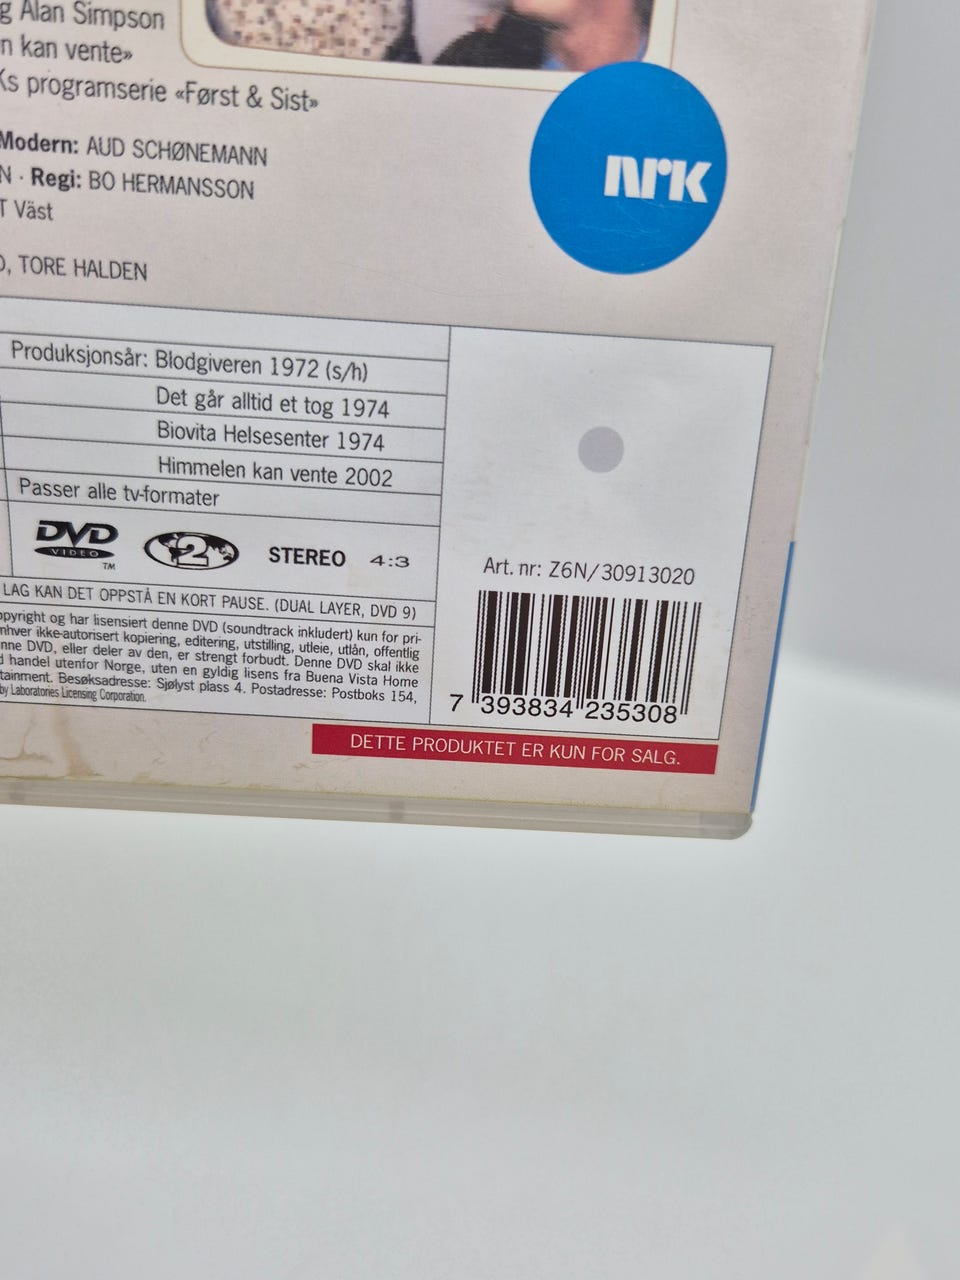 g Alan Simpson
n kan vente»
Ks programserie «Først & Sist»
nrk
Modern: AUD SCHØNEMANN
N · Regi: BO HERMANSSON
T Väst
, TORE HALDEN
Produksjonsår: Blodgiveren 1972 (s/h)
Det går alltid et tog 1974
Biovita Helsesenter 1974
Himmelen kan vente 2002
Passer alle tv-formater
DVD VIDEO TM 2 STEREO 4:3
LAG KAN DET OPPSTÅ EN KORT PAUSE. (DUAL LAYER, DVD 9)
opyright og har lisensiert denne DVD (soundtrack inkludert) kun for pri-
nhver ikke-autorisert kopiering, editering, utstilling, utleie, utlån, offentlig
nne DVD, eller deler av den, er strengt forbudt. Denne DVD skal ikke
d handel utenfor Norge, uten en gyldig lisens fra Buena Vista Home
tainment. Besøksadresse: Sjølyst plass 4. Postadresse: Postboks 154,
by Laboratories Licensing Corporation.
Art. nr: Z6N/30913020
7 393834 235308
DETTE PRODUKTET ER KUN FOR SALG.